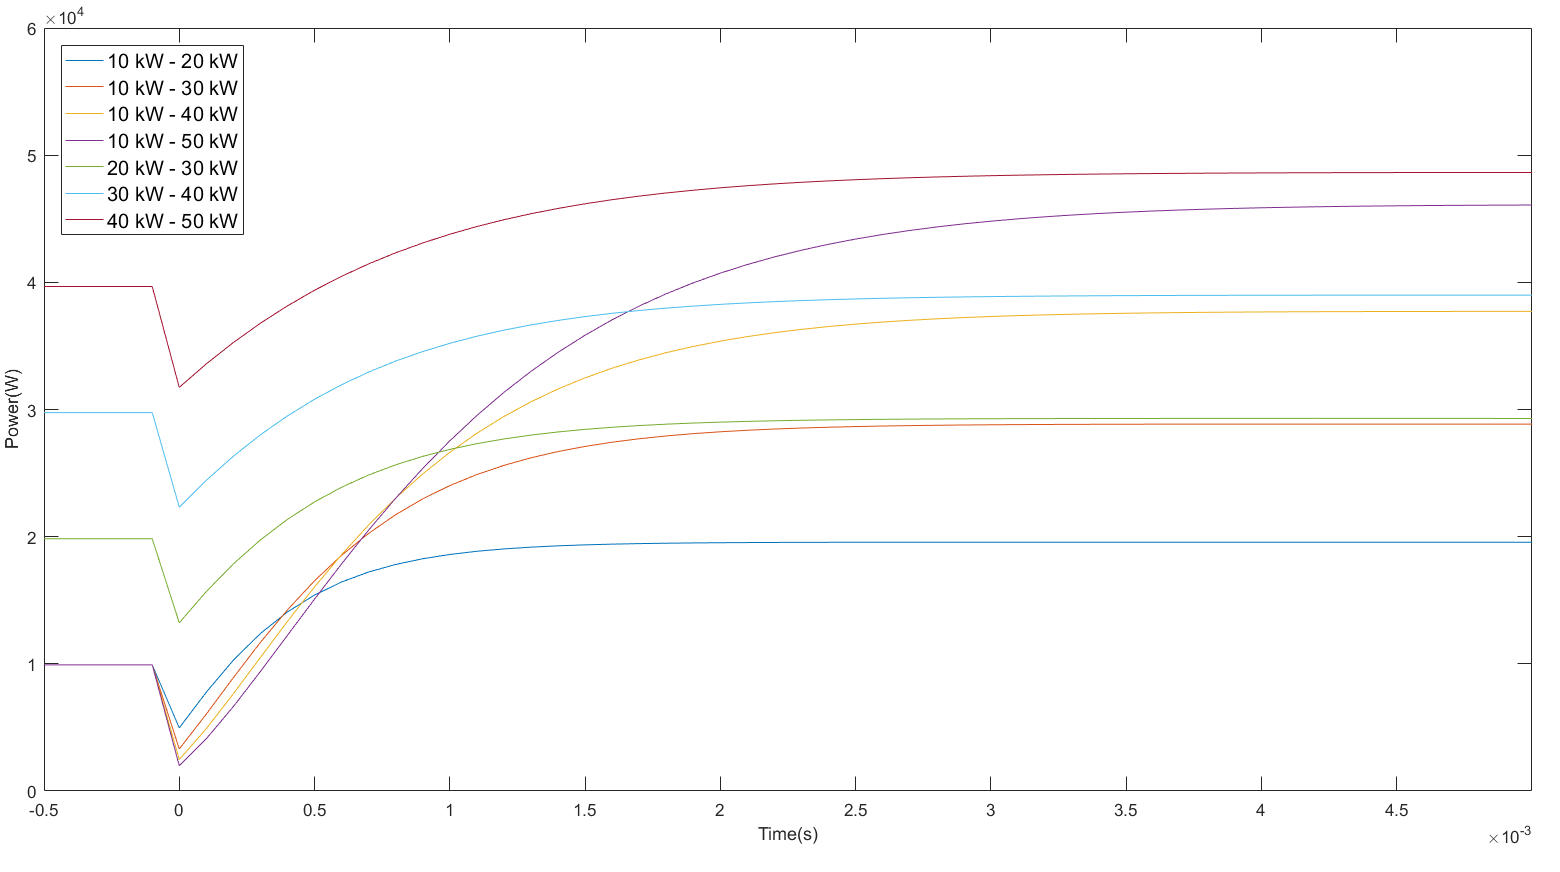 ×10⁴
6
5
4
3
2
1
0
Power(W)
10 kW - 20 kW
10 kW - 30 kW
10 kW - 40 kW
10 kW - 50 kW
20 kW - 30 kW
30 kW - 40 kW
40 kW - 50 kW
-0.5 0 0.5 1 1.5 2 2.5 3 3.5 4 4.5
Time(s)
×10⁻³